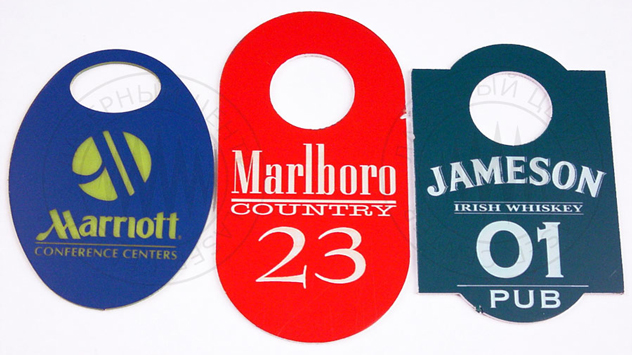 Marriott
CONFERENCE CENTERS
Marlboro
COUNTRY
23
JAMESON
IRISH WHISKEY
01
PUB